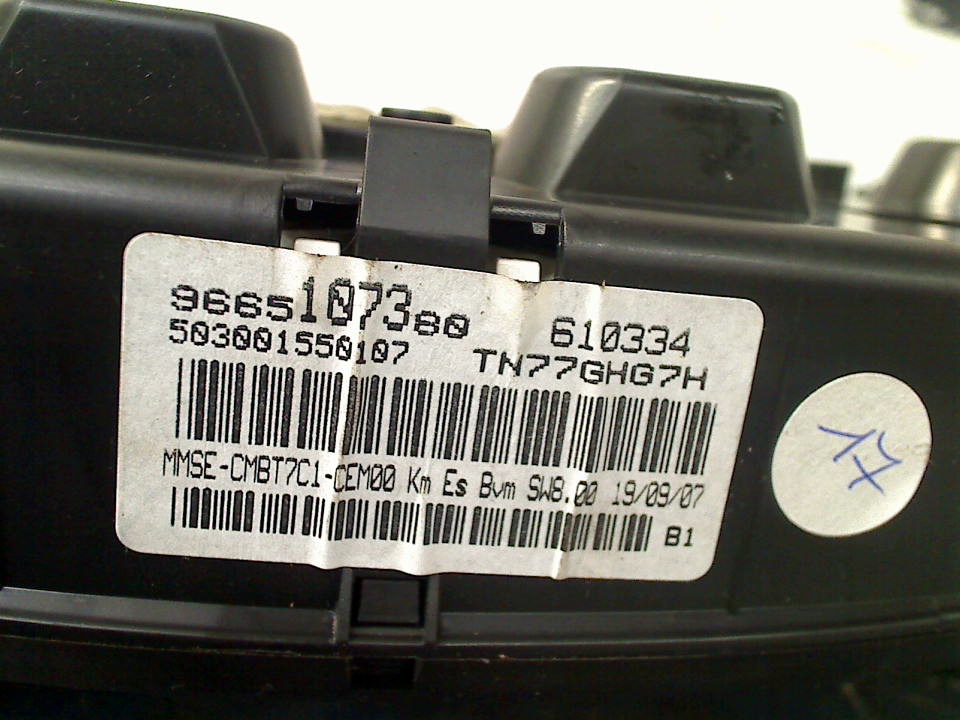 9665107380 610334
503001550107 TN77GHG7H
MMSE-CMBT7C1-CEM00 Km Es Bvm SW8.00 19/09/07
B1
17